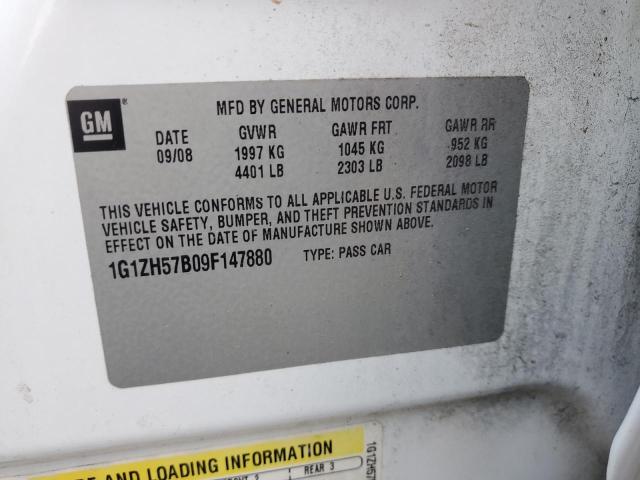 GM
MFD BY GENERAL MOTORS CORP.
DATE GVWR GAWR FRT GAWR RR
09/08 1997 KG 1045 KG 952 KG
4401 LB 2303 LB 2098 LB
THIS VEHICLE CONFORMS TO ALL APPLICABLE U.S. FEDERAL MOTOR
VEHICLE SAFETY, BUMPER, AND THEFT PREVENTION STANDARDS IN
EFFECT ON THE DATE OF MANUFACTURE SHOWN ABOVE.
1G1ZH57B09F147880 TYPE: PASS CAR
AND LOADING INFORMATION
REAR 3
1G1ZH57